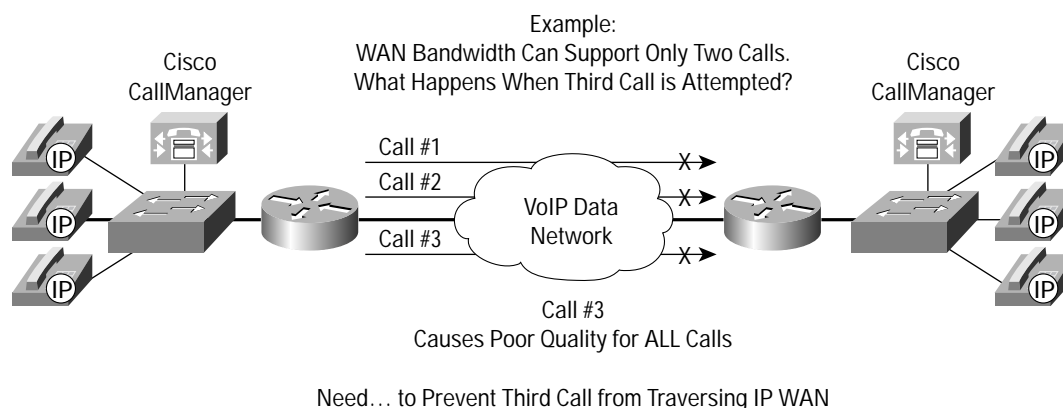 Example:
WAN Bandwidth Can Support Only Two Calls.
What Happens When Third Call is Attempted?
Cisco
CallManager
Cisco
CallManager
IP
IP
IP
Call #1
X
Call #2
X
Call #3
X
VoIP Data
Network
IP
IP
IP
Call #3
Causes Poor Quality for ALL Calls
Need… to Prevent Third Call from Traversing IP WAN